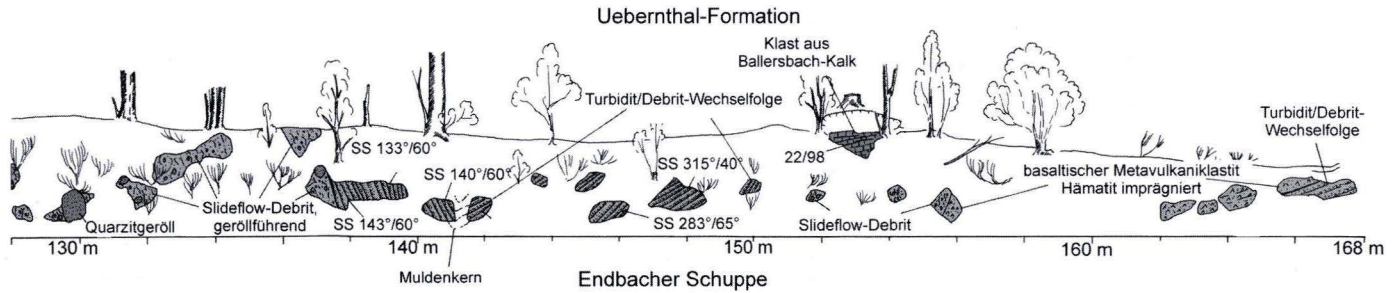 Uebernthal-Formation
Klast aus
Ballersbach-Kalk
Turbidit/Debrit-Wechselfolge
Turbidit/Debrit-
Wechselfolge
SS 133°/60°
SS 140°/60°
SS 315°/40°
22/98
basaltischer Metavulkaniklastit
Hämatit imprägniert
Quarzitgeröll
Slideflow-Debrit,
geröllführend
SS 143°/60°
SS 283°/65°
Slideflow-Debrit
130 m
140 m
150 m
160 m
168 m
Muldenkern
Endbacher Schuppe